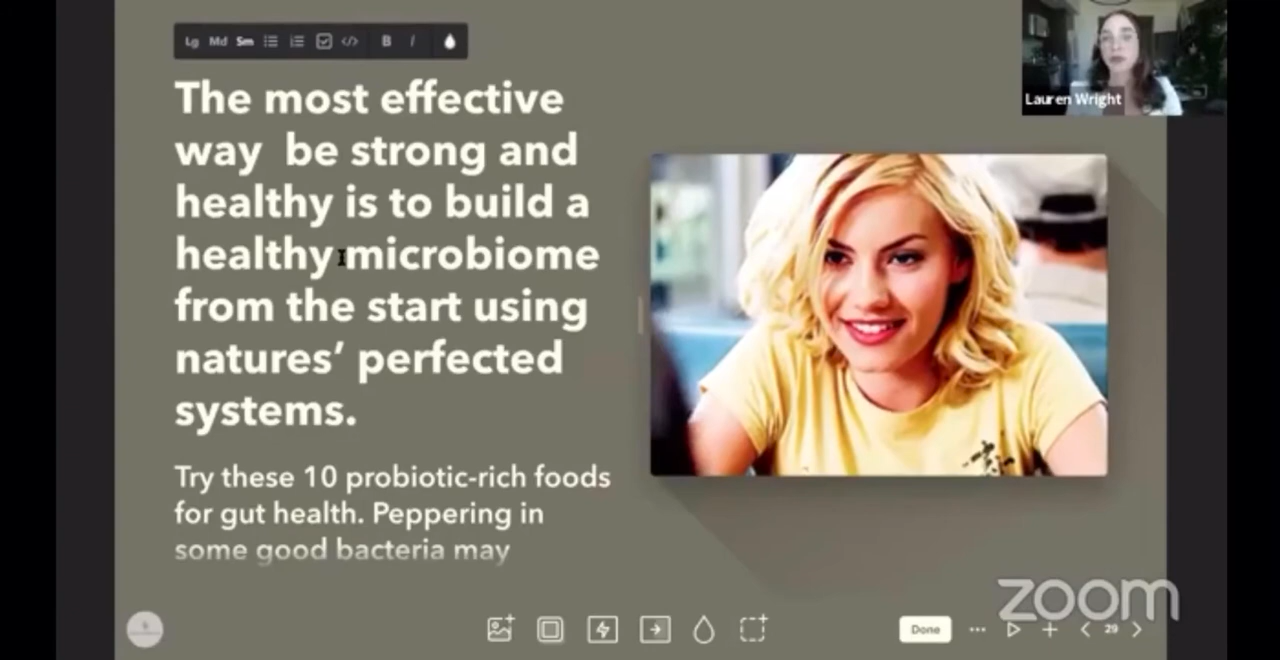 Lg Md Sm </> B I
The most effective
way  be strong and
healthy is to build a
healthy microbiome
from the start using
natures’ perfected
systems.
Try these 10 probiotic-rich foods
for gut health. Peppering in
some good bacteria may
Lauren Wright
zoom
Done ••• 29